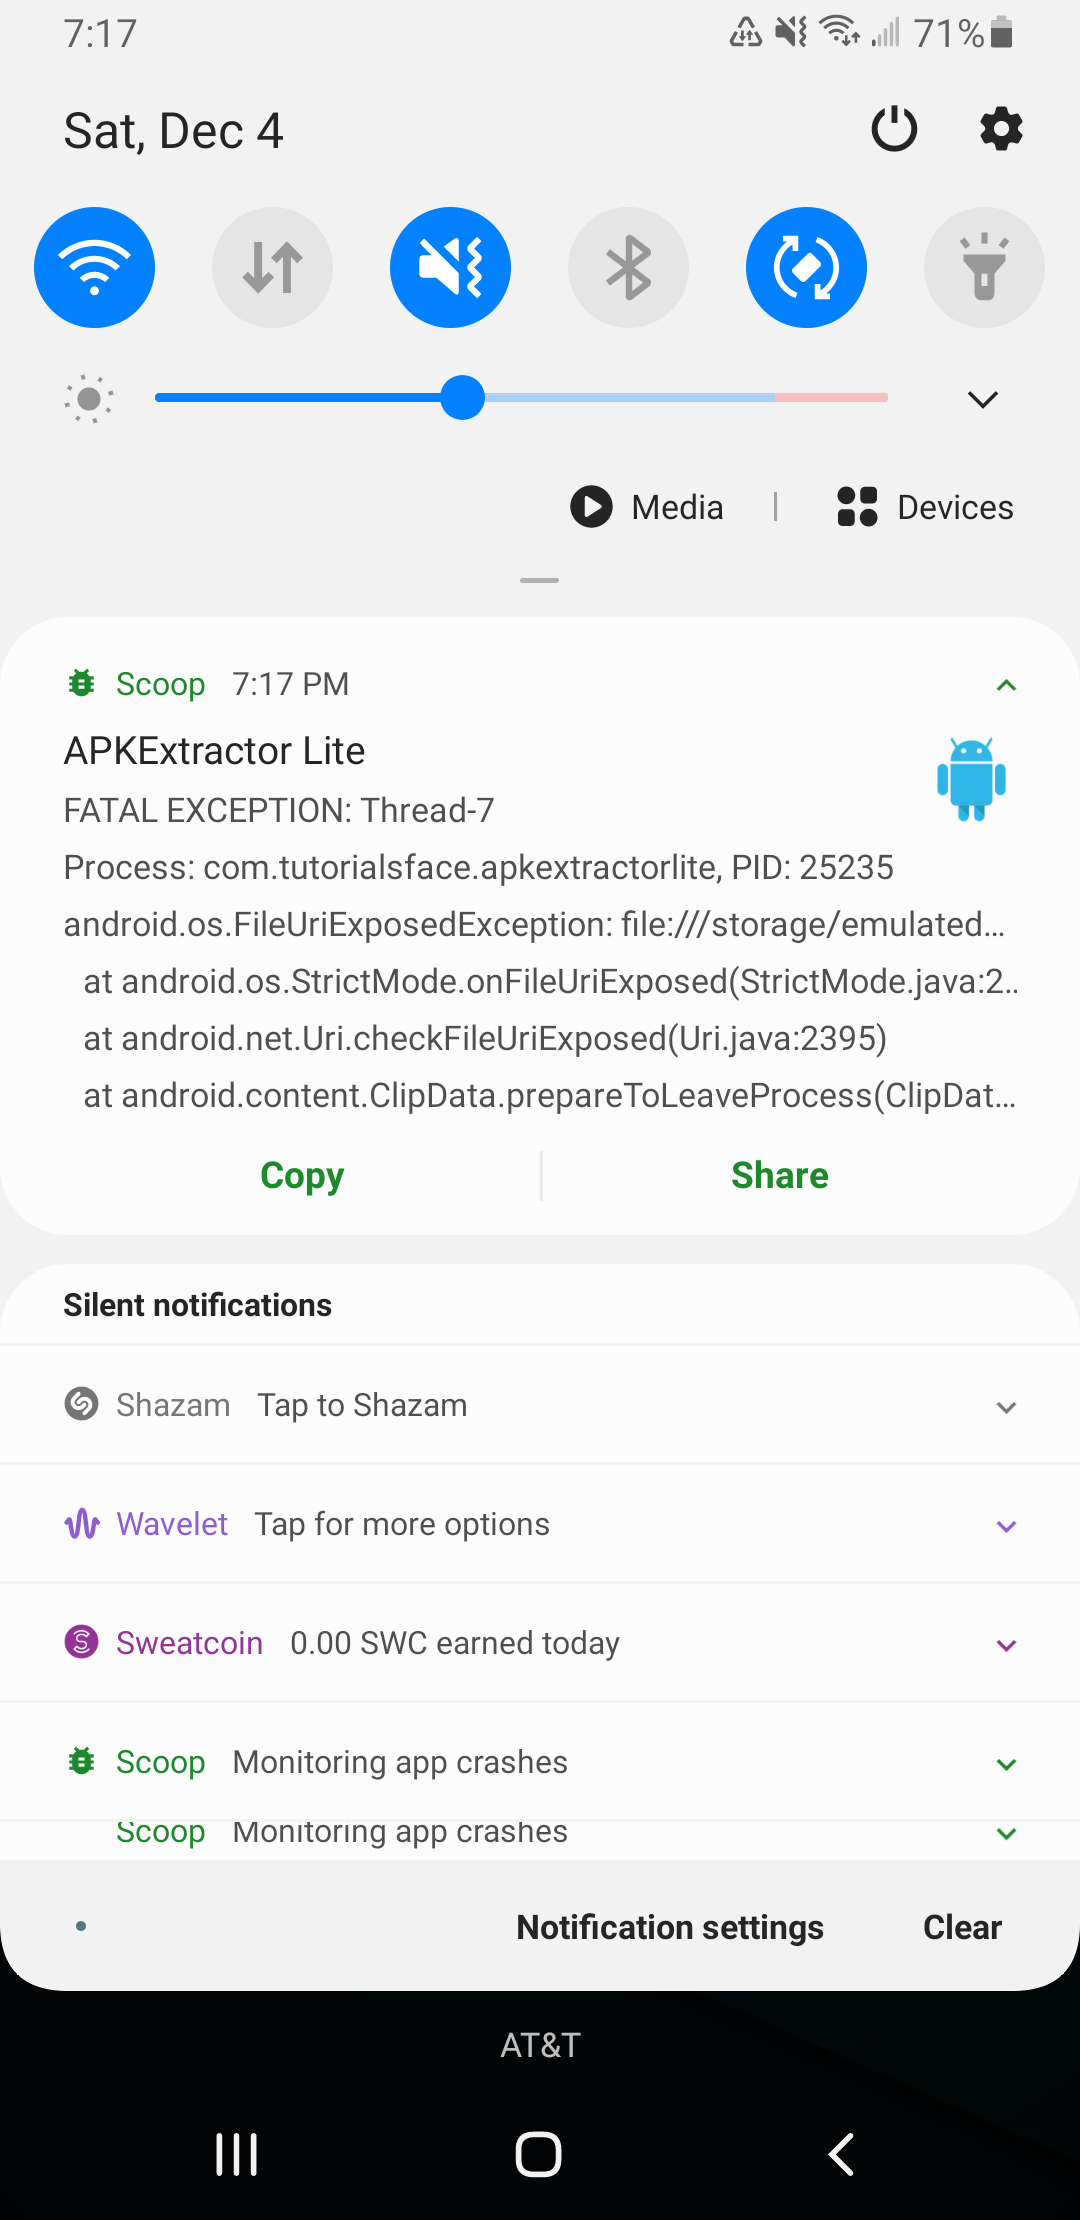 7:17 71%
Sat, Dec 4
Media | Devices
Scoop 7:17 PM
APKExtractor Lite
FATAL EXCEPTION: Thread-7
Process: com.tutorialsface.apkextractorlite, PID: 25235
android.os.FileUriExposedException: file:///storage/emulated...
at android.os.StrictMode.onFileUriExposed(StrictMode.java:2..
at android.net.Uri.checkFileUriExposed(Uri.java:2395)
at android.content.ClipData.prepareToLeaveProcess(ClipDat...
Copy Share
Silent notifications
Shazam Tap to Shazam
Wavelet Tap for more options
Sweatcoin 0.00 SWC earned today
Scoop Monitoring app crashes
Scoop Monitoring app crashes
Notification settings Clear
AT&T